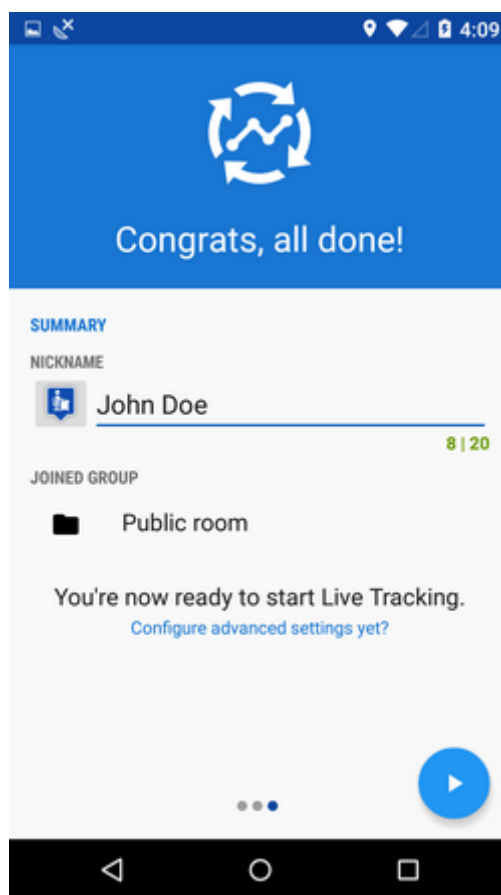 4:09
Congrats, all done!
SUMMARY
NICKNAME
John Doe
8 | 20
JOINED GROUP
Public room
You're now ready to start Live Tracking.
Configure advanced settings yet?